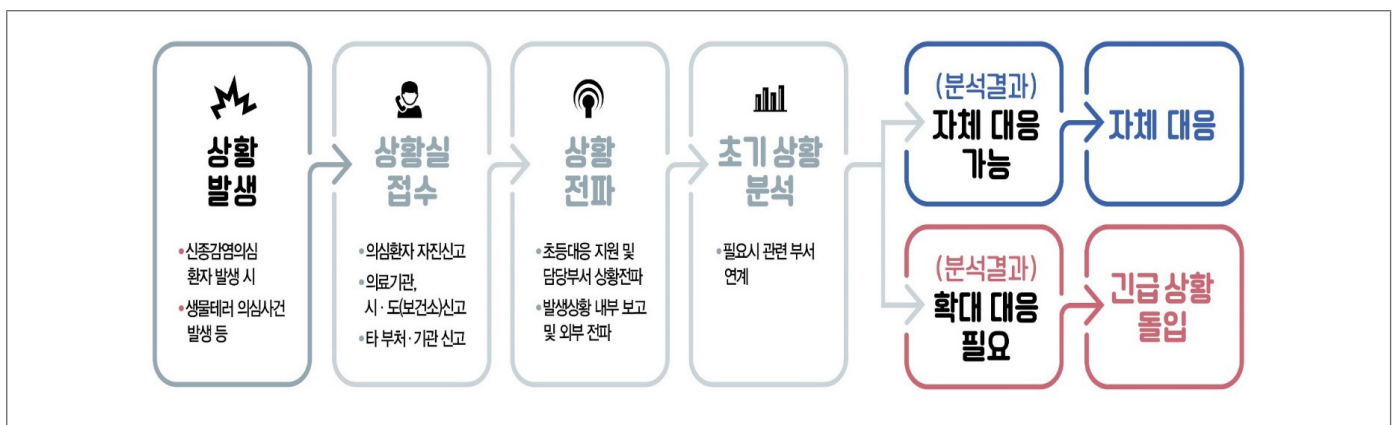 상황
발생
•신종감염의심
환자 발생 시
•생물테러 의심사건
발생 등
상황실
접수
•의심환자 자진신고
•의료기관,
시·도(보건소)신고
•타 부처·기관 신고
상황
전파
•초등대응 지원 및
담당부서 상황전파
•발생상황 내부 보고
및 외부 전파
초기 상황
분석
•필요시 관련 부서
연계
(분석결과)
자체 대응
가능
자체 대응
(분석결과)
확대 대응
필요
긴급 상황
돌입